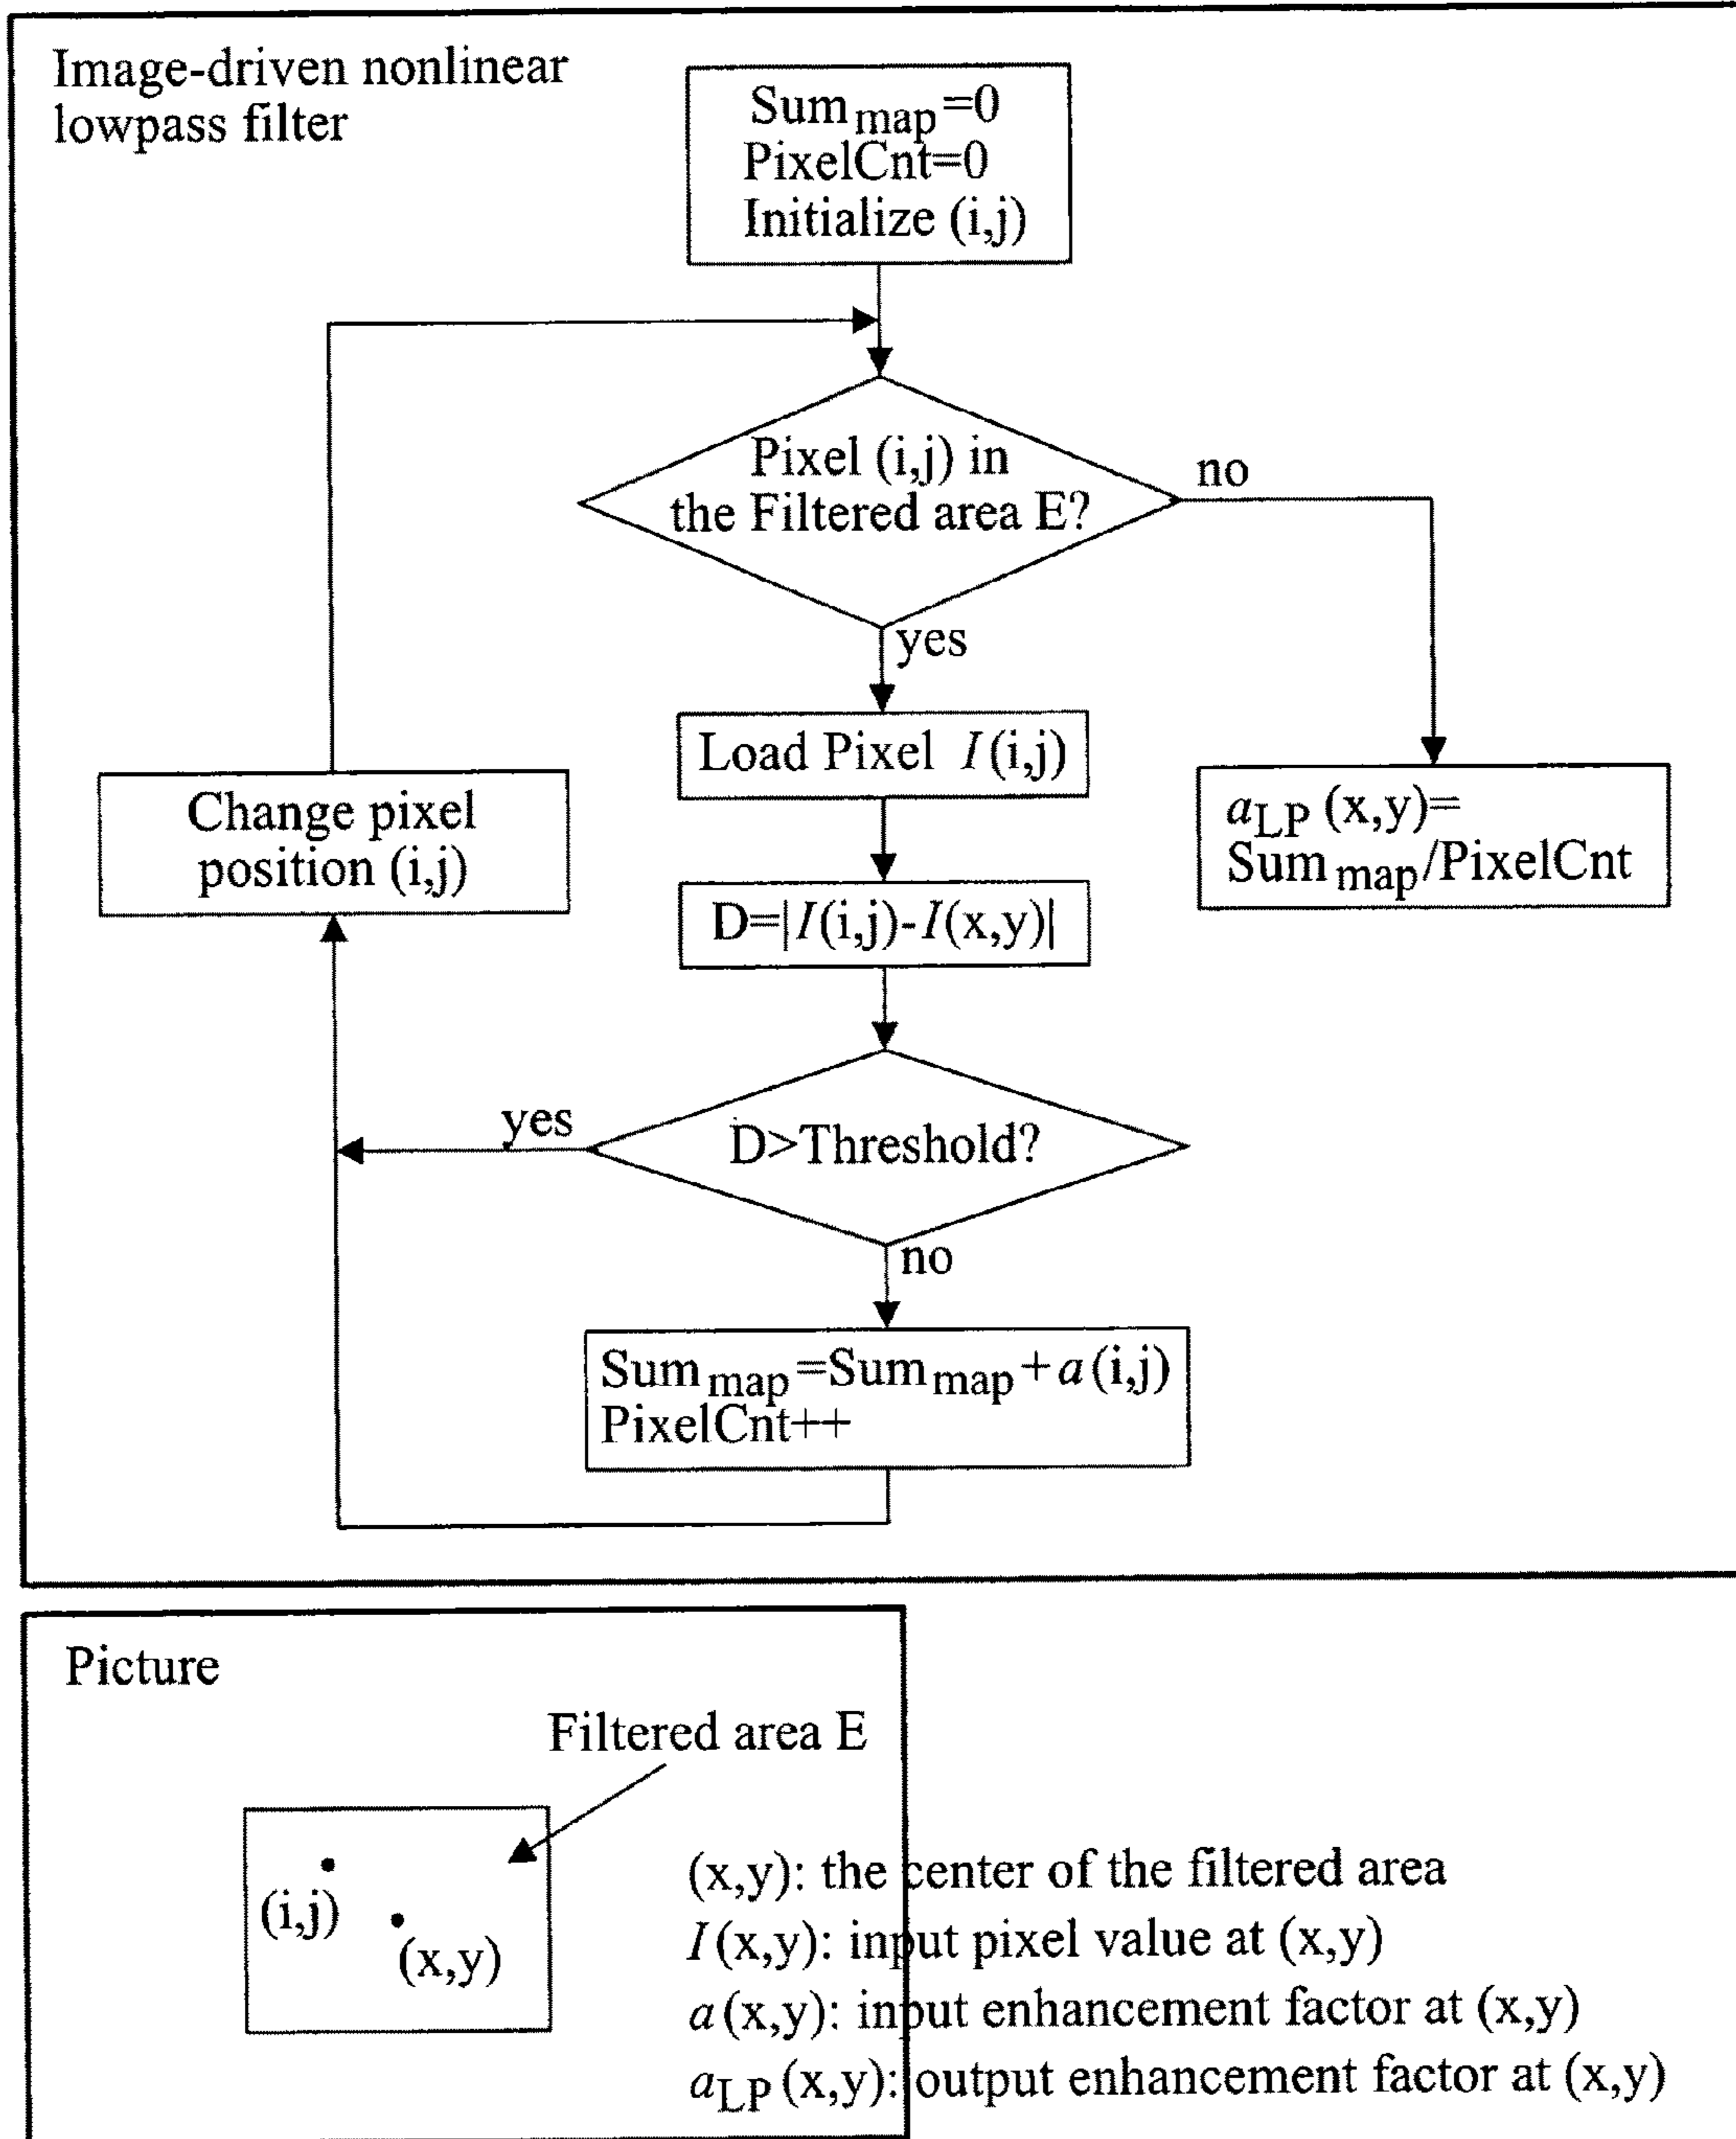 Image-driven nonlinear
lowpass filter
Sum map=0
PixelCnt=0
Initialize (i,j)
Pixel (i,j) in
the Filtered area E?
no
yes
Load Pixel I(i,j)
Change pixel
position (i,j)
aLP (x,y)=
Sum map/PixelCnt
D=|I(i,j)-I(x,y)|
yes
D>Threshold?
no
Sum map=Sum map+a(i,j)
PixelCnt++
Picture
Filtered area E
(i,j)
(x,y)
(x,y): the center of the filtered area
I(x,y): input pixel value at (x,y)
a(x,y): input enhancement factor at (x,y)
aLP (x,y): output enhancement factor at (x,y)